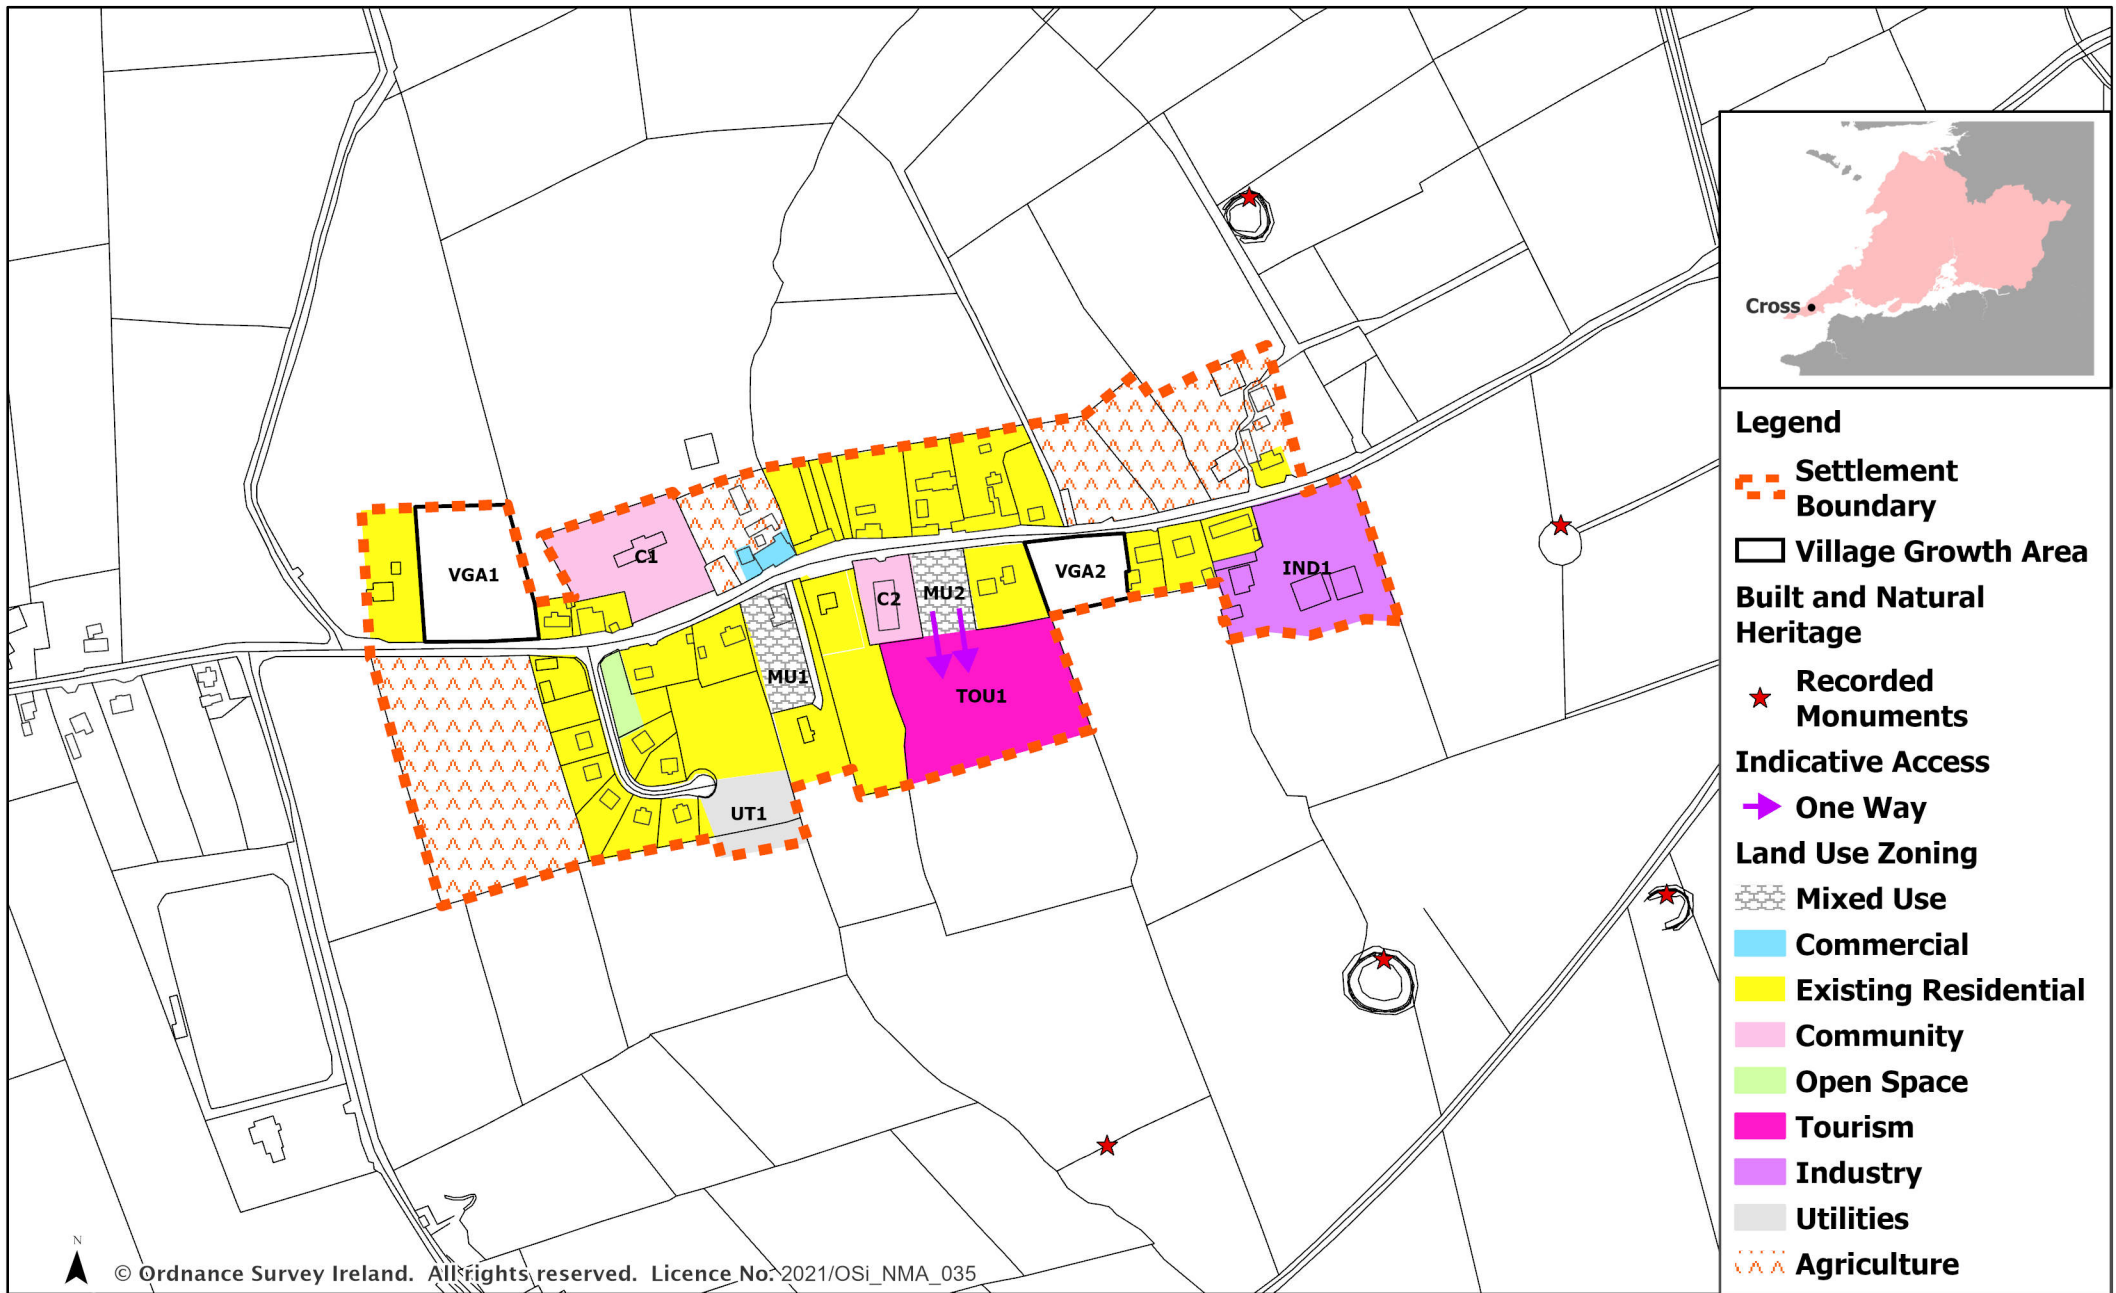 Cross
Legend
Settlement
Boundary
Village Growth Area
Built and Natural
Heritage
Recorded
Monuments
Indicative Access
One Way
Land Use Zoning
Mixed Use
Commercial
Existing Residential
Community
Open Space
Tourism
Industry
Utilities
Agriculture
VGA1
C1
VGA2
IND1
C2
MU2
MU1
TOU1
UT1
N
© Ordnance Survey Ireland. All rights reserved. Licence No: 2021/OSi_NMA_035